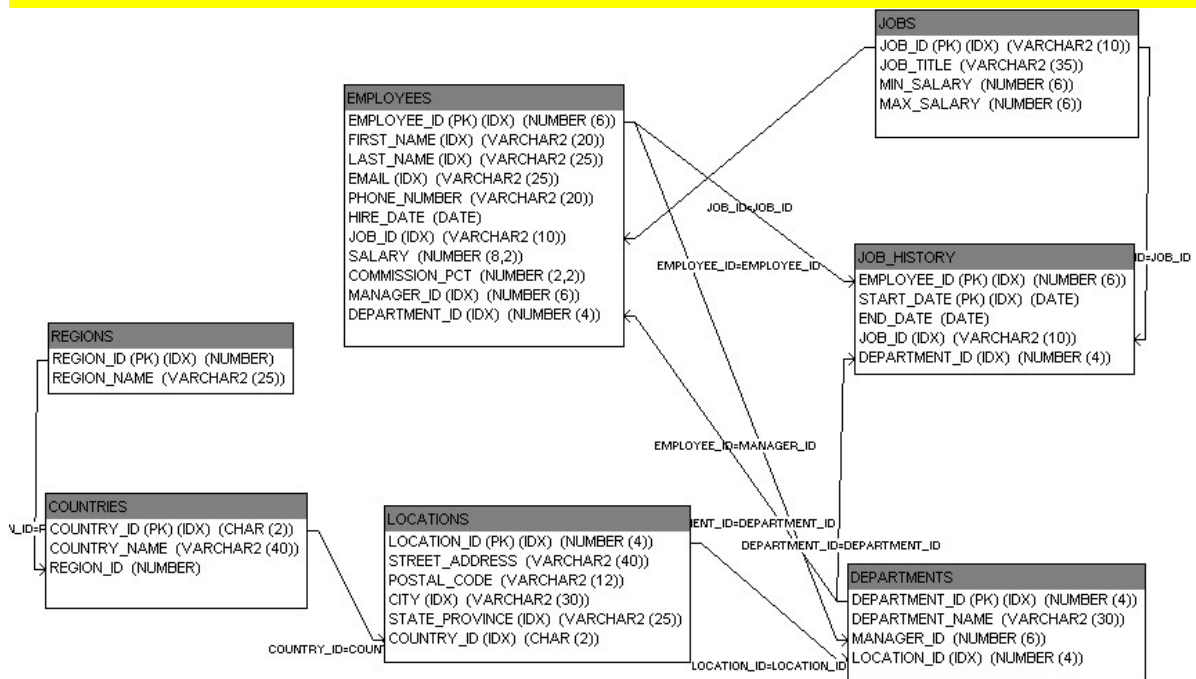 JOBS
JOB_ID (PK) (IDX) (VARCHAR2 (10))
JOB_TITLE (VARCHAR2 (35))
MIN_SALARY (NUMBER (6))
MAX_SALARY (NUMBER (6))
EMPLOYEES
EMPLOYEE_ID (PK) (IDX) (NUMBER (6))
FIRST_NAME (IDX) (VARCHAR2 (20))
LAST_NAME (IDX) (VARCHAR2 (25))
EMAIL (IDX) (VARCHAR2 (25))
PHONE_NUMBER (VARCHAR2 (20))
HIRE_DATE (DATE)
JOB_ID (IDX) (VARCHAR2 (10))
SALARY (NUMBER (8,2))
COMMISSION_PCT (NUMBER (2,2))
MANAGER_ID (IDX) (NUMBER (6))
DEPARTMENT_ID (IDX) (NUMBER (4))
JOB_ID=JOB_ID
EMPLOYEE_ID=EMPLOYEE_ID
JOB_HISTORY
EMPLOYEE_ID (PK) (IDX) (NUMBER (6))
START_DATE (PK) (IDX) (DATE)
END_DATE (DATE)
JOB_ID (IDX) (VARCHAR2 (10))
DEPARTMENT_ID (IDX) (NUMBER (4))
ID=JOB_ID
REGIONS
REGION_ID (PK) (IDX) (NUMBER)
REGION_NAME (VARCHAR2 (25))
EMPLOYEE_ID=MANAGER_ID
COUNTRIES
COUNTRY_ID (PK) (IDX) (CHAR (2))
COUNTRY_NAME (VARCHAR2 (40))
REGION_ID (NUMBER)
LOCATIONS
LOCATION_ID (PK) (IDX) (NUMBER (4))
STREET_ADDRESS (VARCHAR2 (40))
POSTAL_CODE (VARCHAR2 (12))
CITY (IDX) (VARCHAR2 (30))
STATE_PROVINCE (IDX) (VARCHAR2 (25))
COUNTRY_ID (IDX) (CHAR (2))
COUNTRY_ID=COUN
MENT_ID=DEPARTMENT_ID
DEPARTMENT_ID=DEPARTMENT_ID
LOCATION_ID=LOCATION_ID
DEPARTMENTS
DEPARTMENT_ID (PK) (IDX) (NUMBER (4))
DEPARTMENT_NAME (VARCHAR2 (30))
MANAGER_ID (NUMBER (6))
LOCATION_ID (IDX) (NUMBER (4))